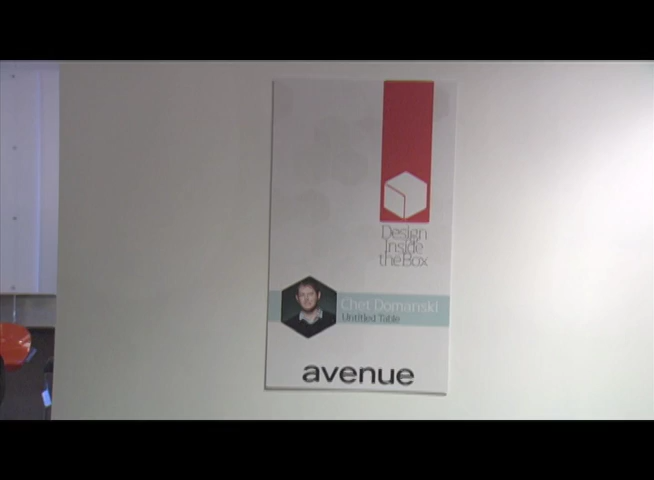 Design
Inside
the Box
Chet Domanski
Untitled Table
avenue